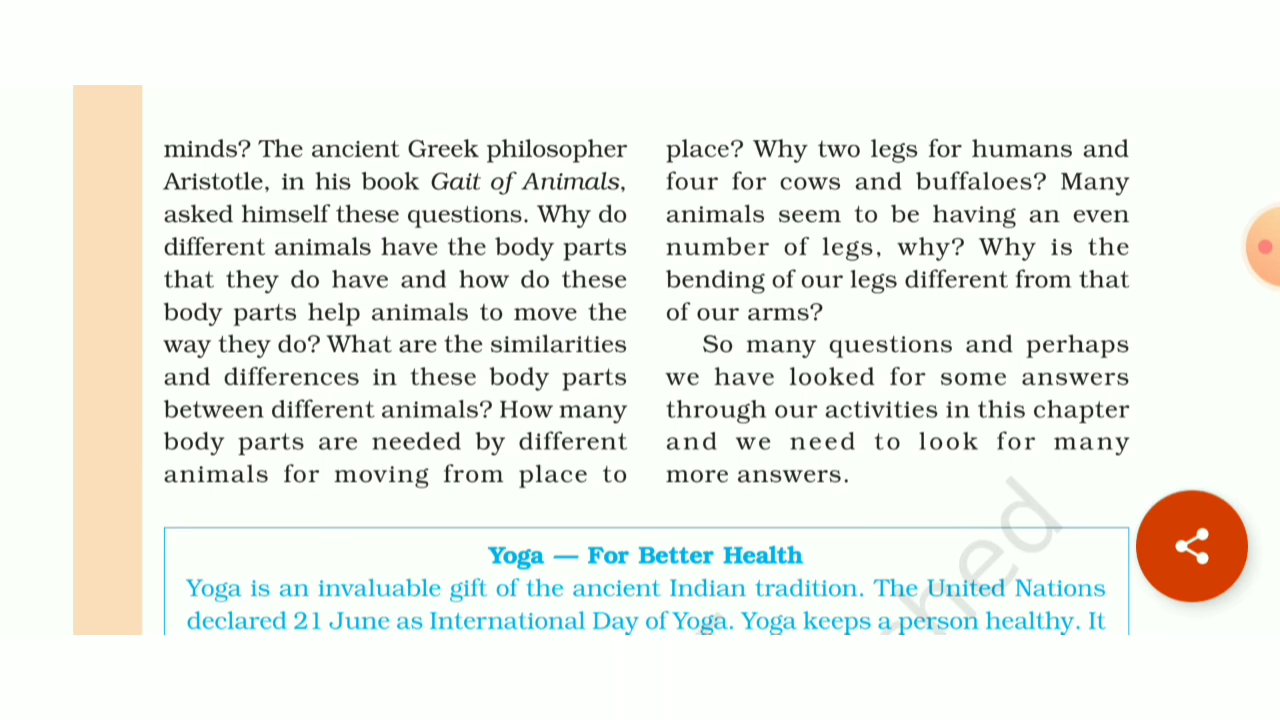 minds? The ancient Greek philosopher
Aristotle, in his book Gait of Animals,
asked himself these questions. Why do
different animals have the body parts
that they do have and how do these
body parts help animals to move the
way they do? What are the similarities
and differences in these body parts
between different animals? How many
body parts are needed by different
animals for moving from place to
place? Why two legs for humans and
four for cows and buffaloes? Many
animals seem to be having an even
number of legs, why? Why is the
bending of our legs different from that
of our arms?
So many questions and perhaps
we have looked for some answers
through our activities in this chapter
and we need to look for many
more answers.
Yoga — For Better Health
Yoga is an invaluable gift of the ancient Indian tradition. The United Nations
declared 21 June as International Day of Yoga. Yoga keeps a person healthy. It